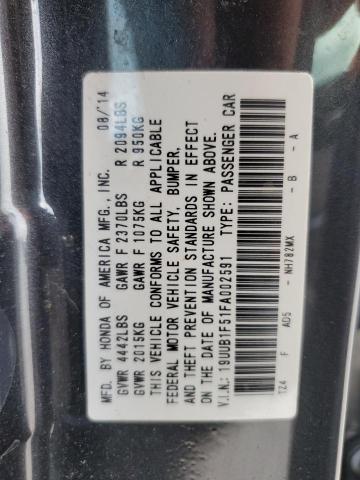 MFD. BY HONDA OF AMERICA MFG., INC. 08/14
GVWR 4442LBS GAWR F 2370LBS R 2094LBS
GVWR 2015KG GAWR F 1075KG R 950KG
THIS VEHICLE CONFORMS TO ALL APPLICABLE
FEDERAL MOTOR VEHICLE SAFETY, BUMPER,
AND THEFT PREVENTION STANDARDS IN EFFECT
ON THE DATE OF MANUFACTURE SHOWN ABOVE.
V.I.N.: 19UUB1F51FA002591 TYPE: PASSENGER CAR
TZ4 F AD5 - NH782MX - B - A